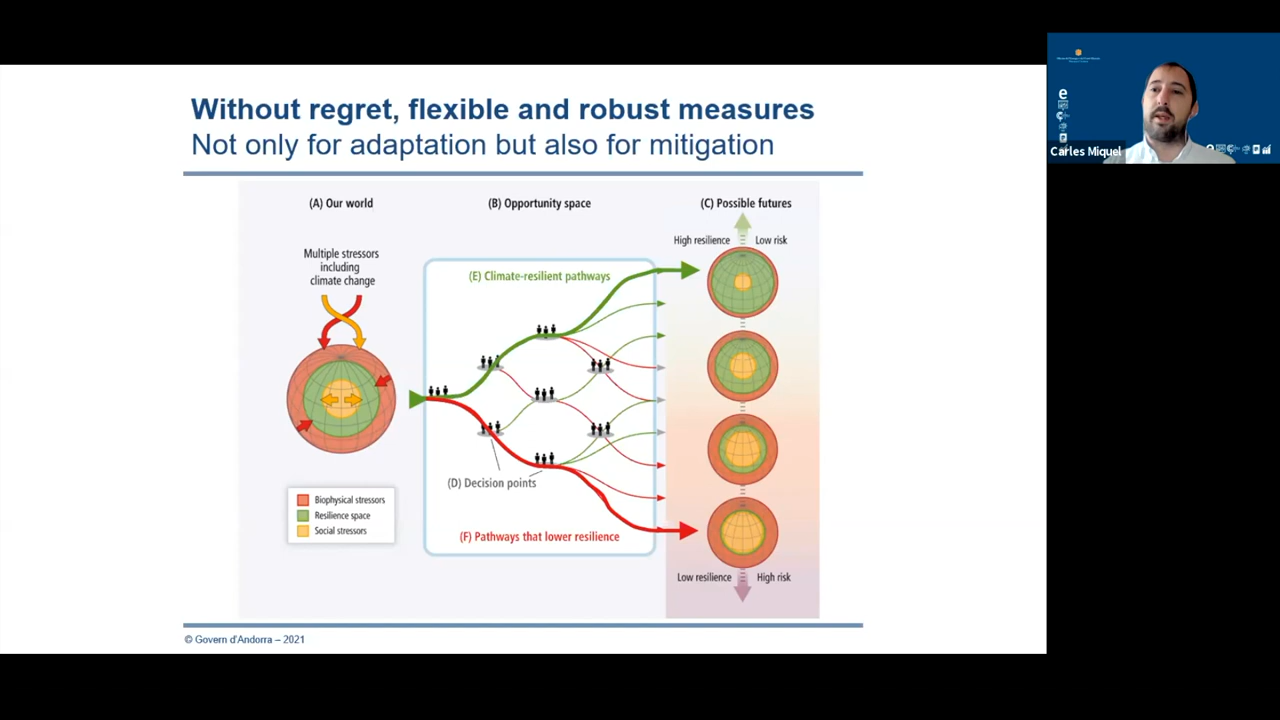 Without regret, flexible and robust measures
Not only for adaptation but also for mitigation
(A) Our world
(B) Opportunity space
(C) Possible futures
Multiple stressors
including
climate change
High resilience
Low risk
(E) Climate-resilient pathways
(D) Decision points
(F) Pathways that lower resilience
Biophysical stressors
Resilience space
Social stressors
Low resilience
High risk
© Govern d'Andorra – 2021
e
Carles Miquel